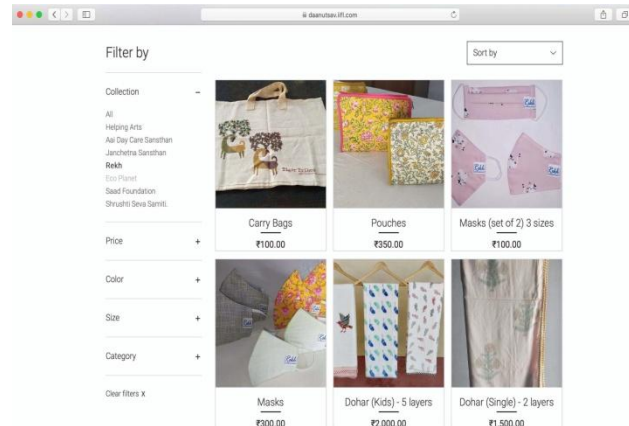 daanutsav.lifl.com
Filter by
Sort by
Collection
All
Helping Arts
Aai Day Care Sansthan
Janchetna Sansthan
Rekh
Eco Planet
Saad Foundation
Shrushti Seva Samiti.
Price
Color
Size
Category
Clear filters X
Carry Bags
₹100.00
Pouches
₹350.00
Masks (set of 2) 3 sizes
₹100.00
Masks
₹300.00
Dohar (Kids) - 5 layers
₹2,000.00
Dohar (Single) - 2 layers
₹1,500.00